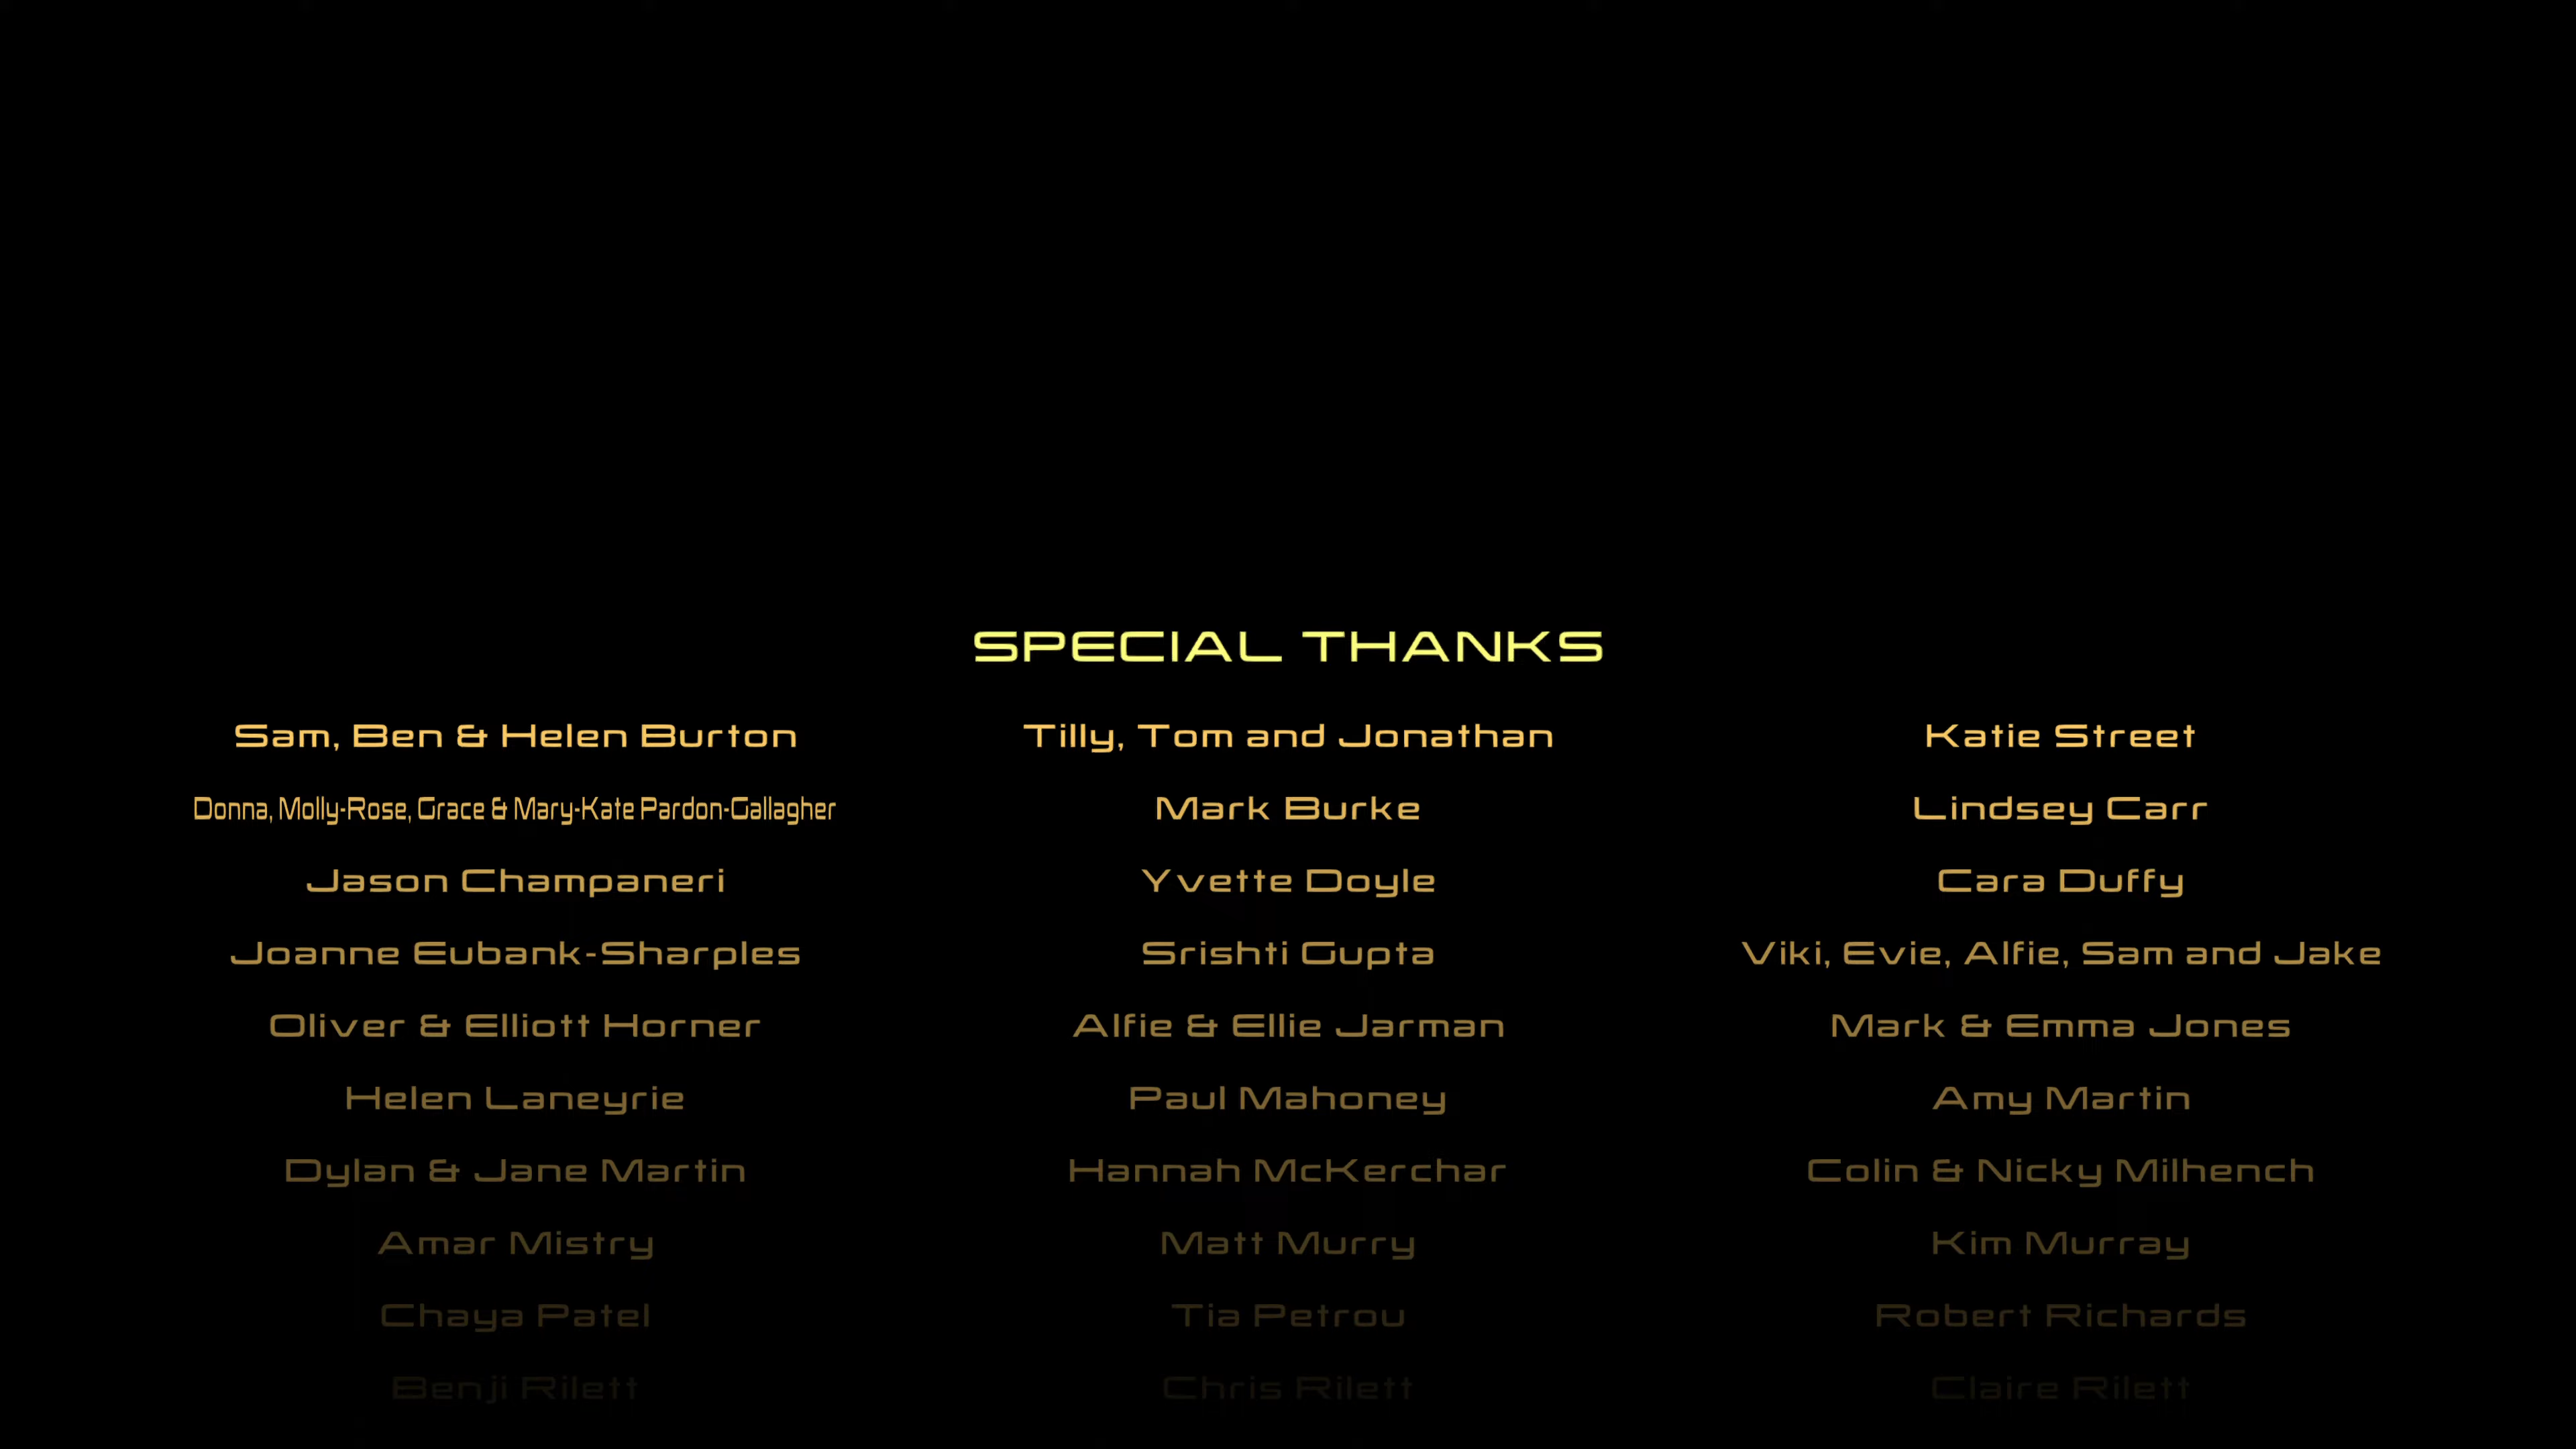 SPECIAL THANKS
Sam, Ben & Helen Burton
Tilly, Tom and Jonathan
Katie Street
Donna, Molly-Rose, Grace & Mary-Kate Pardon-Gallagher
Mark Burke
Lindsey Carr
Jason Champaneri
Yvette Doyle
Cara Duffy
Joanne Eubank-Sharples
Srishti Gupta
Viki, Evie, Alfie, Sam and Jake
Oliver & Elliott Horner
Alfie & Ellie Jarman
Mark & Emma Jones
Helen Laneyrie
Paul Mahoney
Amy Martin
Dylan & Jane Martin
Hannah McKerchar
Colin & Nicky Milhench
Amar Mistry
Matt Murry
Kim Murray
Chaya Patel
Tia Petrou
Robert Richards
Benji Rilett
Chris Rilett
Claire Rilett